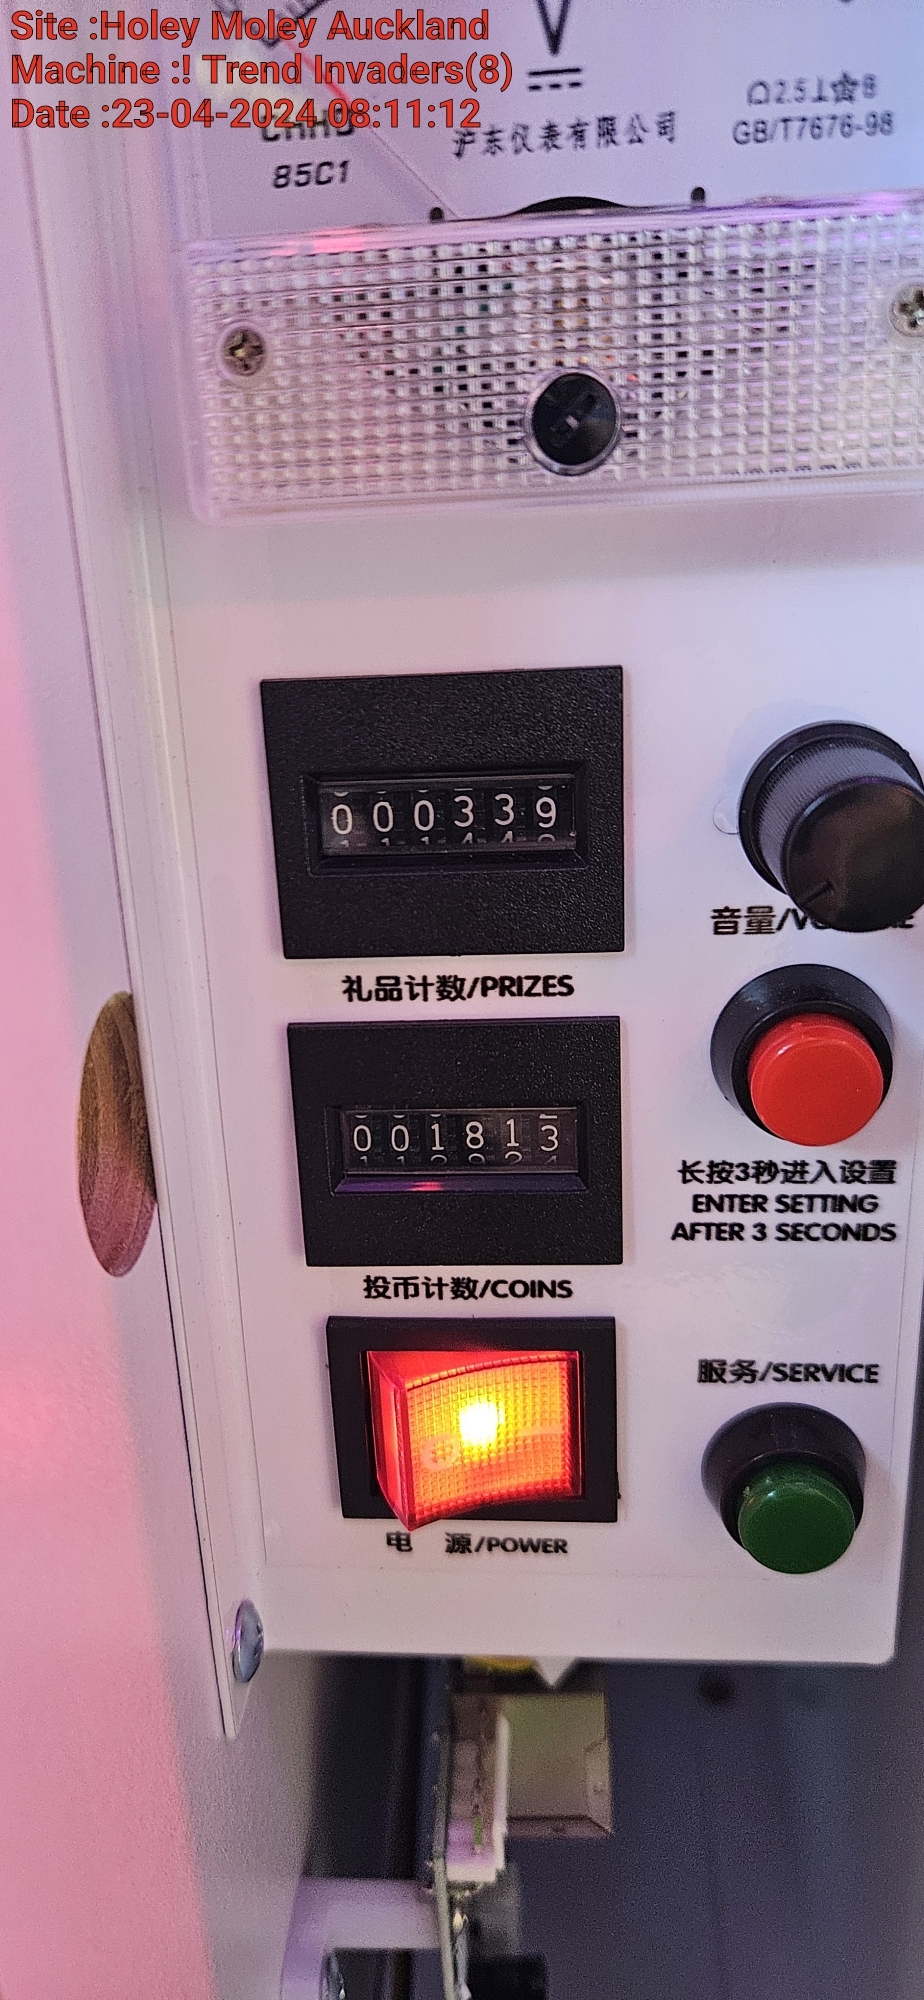 Site :Holey Moley Auckland
Machine :! Trend Invaders(8)
Date :23-04-2024 08:11:12
V
85C1
沪东仪表有限公司
GB/T7676-98
000339
礼品计数/PRIZES
音量/
001813
投币计数/COINS
长按3秒进入设置
ENTER SETTING
AFTER 3 SECONDS
服务/SERVICE
电 源/POWER